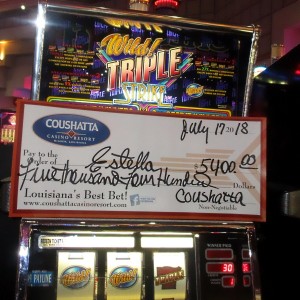 Wild!
TRIPLE
STRIKE
COUSHATTA
CASINO • RESORT
July 17 2018
Pay to the
Order of
Estella
5400.00
Five thousand four Hundred
Dollars
Louisiana's Best Bet!
www.coushattacasinoresort.com
Coushatta
Non-Negotiable
30